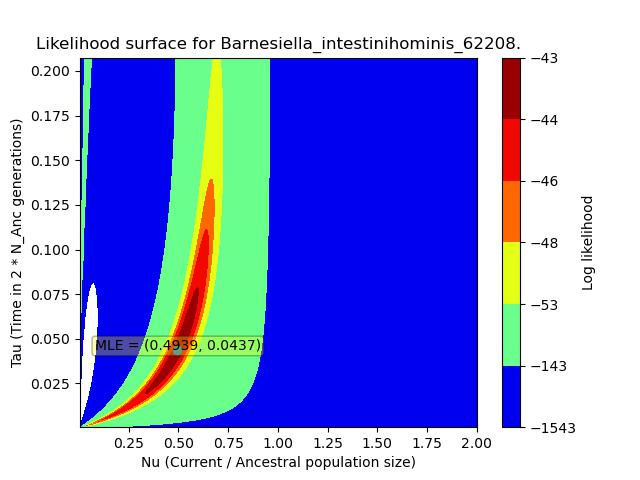 Likelihood surface for Barnesiella_intestinihominis_62208.
0.200
0.175
0.150
0.125
0.100
0.075
0.050
0.025
Tau (Time in 2 * N_Anc generations)
MLE = (0.4939, 0.0437)
0.25 0.50 0.75 1.00 1.25 1.50 1.75 2.00
Nu (Current / Ancestral population size)
−43
−44
−46
−48
−53
−143
−1543
Log likelihood